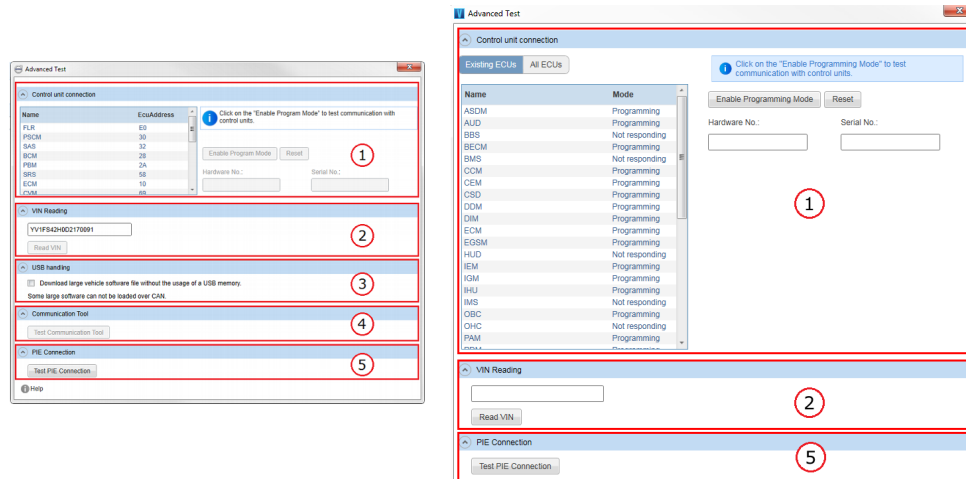 Advanced Test
Control unit connection
Name EcuAddress
FLR E0
PSCM 30
SAS 32
BCM 28
PBM 2A
SRS 58
ECM 10
CVM 69
Click on the "Enable Program Mode" to test communication with
control units.
Enable Program Mode Reset
Hardware No.: Serial No.:
1
VIN Reading
YV1FS42H0D2170091
Read VIN
2
USB handling
Download large vehicle software file without the usage of a USB memory.
Some large software can not be loaded over CAN.
3
Communication Tool
Test Communication Tool
4
PIE Connection
Test PIE Connection
5
Help
Advanced Test
Control unit connection
Existing ECUs All ECUs
Name Mode
ASDM Programming
AUD Programming
BBS Not responding
BECM Programming
BMS Not responding
CCM Programming
CEM Programming
CSD Programming
DDM Programming
DIM Programming
ECM Programming
EGSM Programming
HUD Not responding
IEM Programming
IGM Programming
IHU Programming
IMS Not responding
OBC Programming
OHC Not responding
PAM Programming
Click on the "Enable Programming Mode" to test
communication with control units.
Enable Programming Mode Reset
Hardware No.: Serial No.:
1
VIN Reading
Read VIN
2
PIE Connection
Test PIE Connection
5